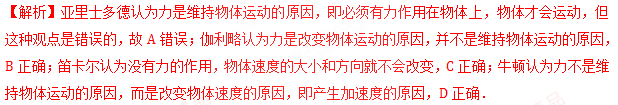 【解析】亚里士多德认为力是维持物体运动的原因，即必须有力作用在物体上，物体才会运动，但
这种观点是错误的，故 A 错误；伽利略认为力是改变物体运动的原因，并不是维持物体运动的原因，
B 正确；笛卡尔认为没有力的作用，物体速度的大小和方向就不会改变，C 正确；牛顿认为力不是维
持物体运动的原因，而是改变物体速度的原因，即产生加速度的原因，D 正确．